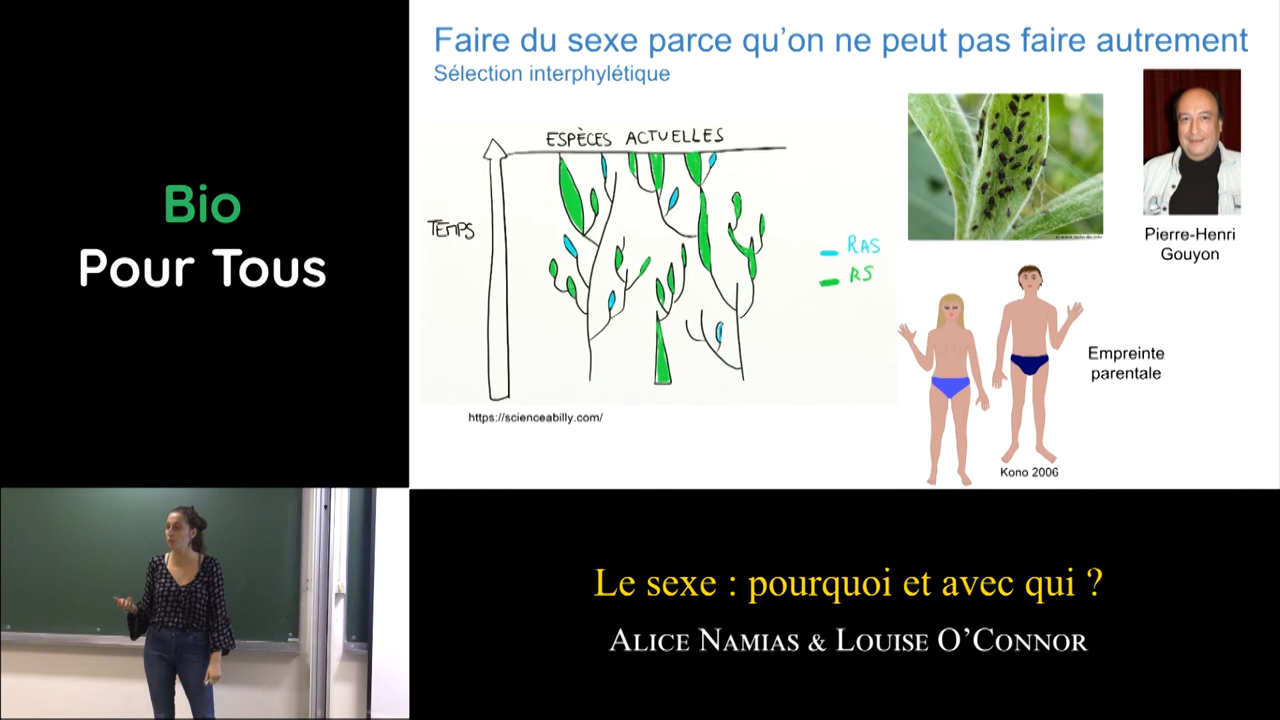 Bio
Pour Tous
Faire du sexe parce qu'on ne peut pas faire autrement
Sélection interphylétique
ESPÈCES ACTUELLES
TEMPS
RAS
RS
https://scienceabilly.com/
Pierre-Henri
Gouyon
Empreinte
parentale
Kono 2006
Le sexe : pourquoi et avec qui ?
ALICE NAMIAS & LOUISE O'CONNOR